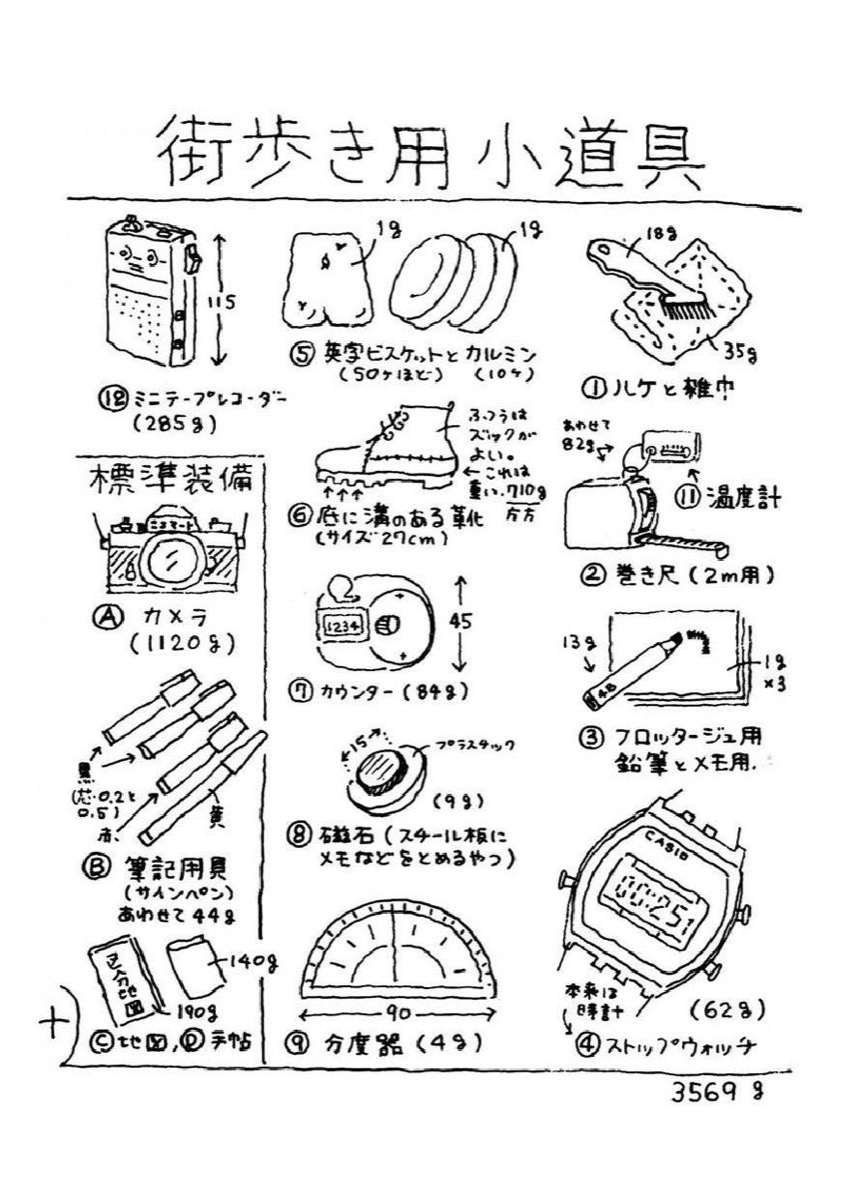 街歩き用小道具
115
⑫ミニテープレコーダー
(285g)
1g
1g
⑤英字ビスケットとカルミン
(50ヶほど) (10ヶ)
18g
35g
①ハケと雑巾
標準装備
ニコマート
Ⓐカメラ
(1120g)
黒
(芯・0.2と
0.5)
赤
黄
Ⓑ筆記用具
(サインペン)
あわせて44g
140g
190g
Ⓒ地図,Ⓓ手帖
+
ふつうは
ズックが
よい。
←これは
重い.710g
片方
⑥底に溝のある靴
(サイズ27cm)
あわせて
82g
⑪温度計
②巻き尺(2m用)
1234
45
⑦カウンター(84g)
13g
4B
1g
×3
③フロッタージュ用
鉛筆とメモ用.
15
プラスチック
(9g)
⑧磁石(スチール板に
メモなどをとめるやつ)
90
⑨分度器(4g)
CASIO
00:251
本来は
時計
(62g)
④ストップウォッチ
3569g